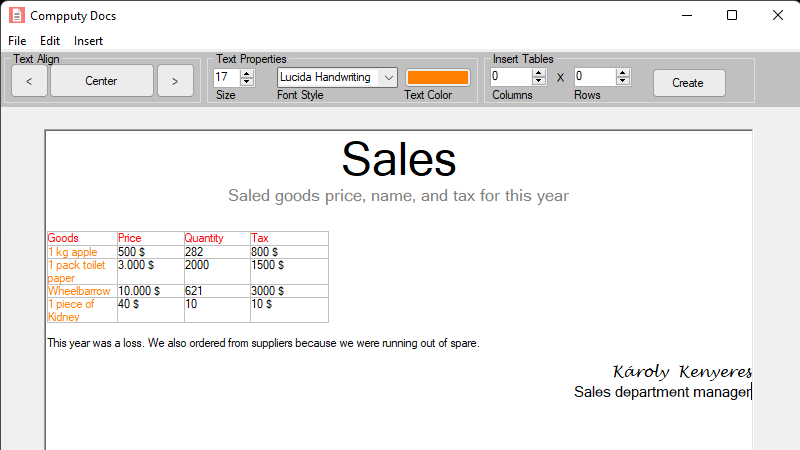 Compputy Docs
File Edit Insert
Text Align Text Properties Insert Tables
< Center > 17 Lucida Handwriting 0 X 0 Create
Size Font Style Text Color Columns Rows
Sales
Saled goods price, name, and tax for this year
Goods Price Quantity Tax
1 kg apple 500 $ 282 800 $
1 pack toilet 3.000 $ 2000 1500 $
paper
Wheelbarrow 10.000 $ 621 3000 $
1 piece of 40 $ 10 10 $
Kidney
This year was a loss. We also ordered from suppliers because we were running out of spare.
Károly Kenyeres
Sales department manager